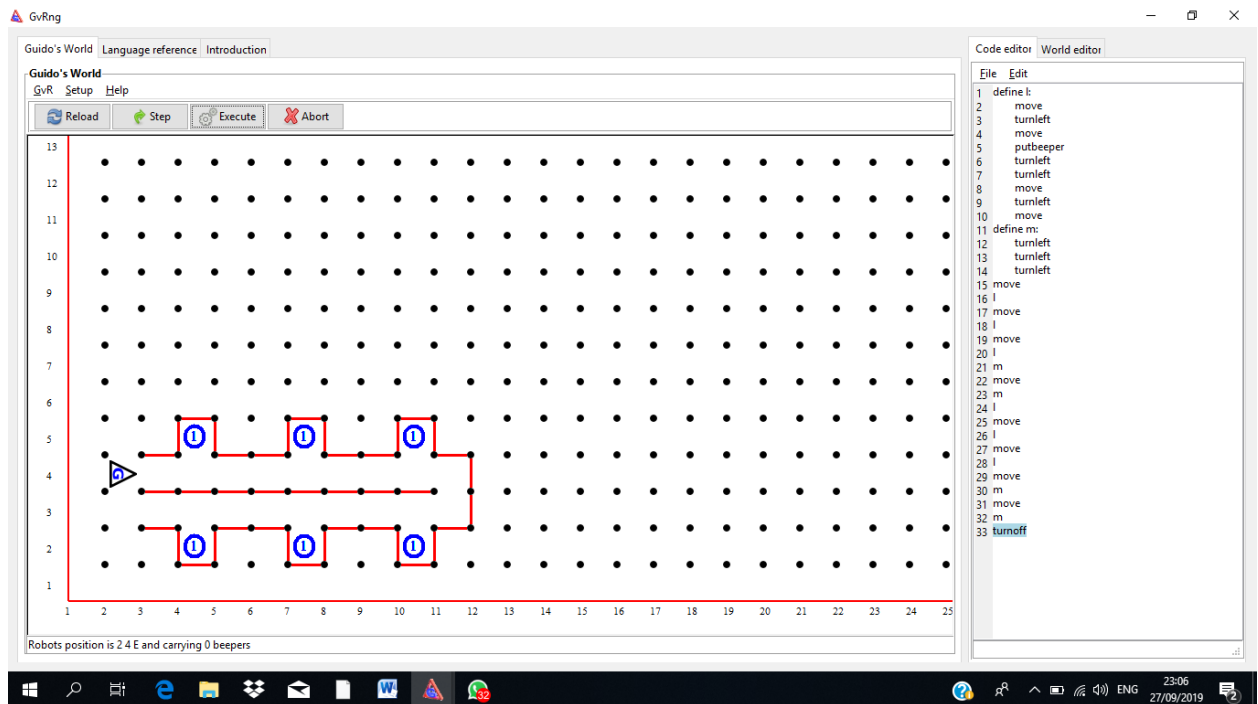 GvRng
Guido's World Language reference Introduction
Guido's World
GvR Setup Help
Reload Step Execute Abort
13
12
11
10
9
8
7
6
5
4
3
2
1
1 1 1
G
1 1 1
1 2 3 4 5 6 7 8 9 10 11 12 13 14 15 16 17 18 19 20 21 22 23 24 25
Robots position is 2 4 E and carrying 0 beepers
Code editor World editor
File Edit
1 define l:
2 move
3 turnleft
4 move
5 putbeeper
6 turnleft
7 turnleft
8 move
9 turnleft
10 move
11 define m:
12 turnleft
13 turnleft
14 turnleft
15 move
16 l
17 move
18 l
19 move
20 l
21 m
22 move
23 m
24 l
25 move
26 l
27 move
28 l
29 move
30 m
31 move
32 m
33 turnoff
32
ENG
23:06
27/09/2019
2